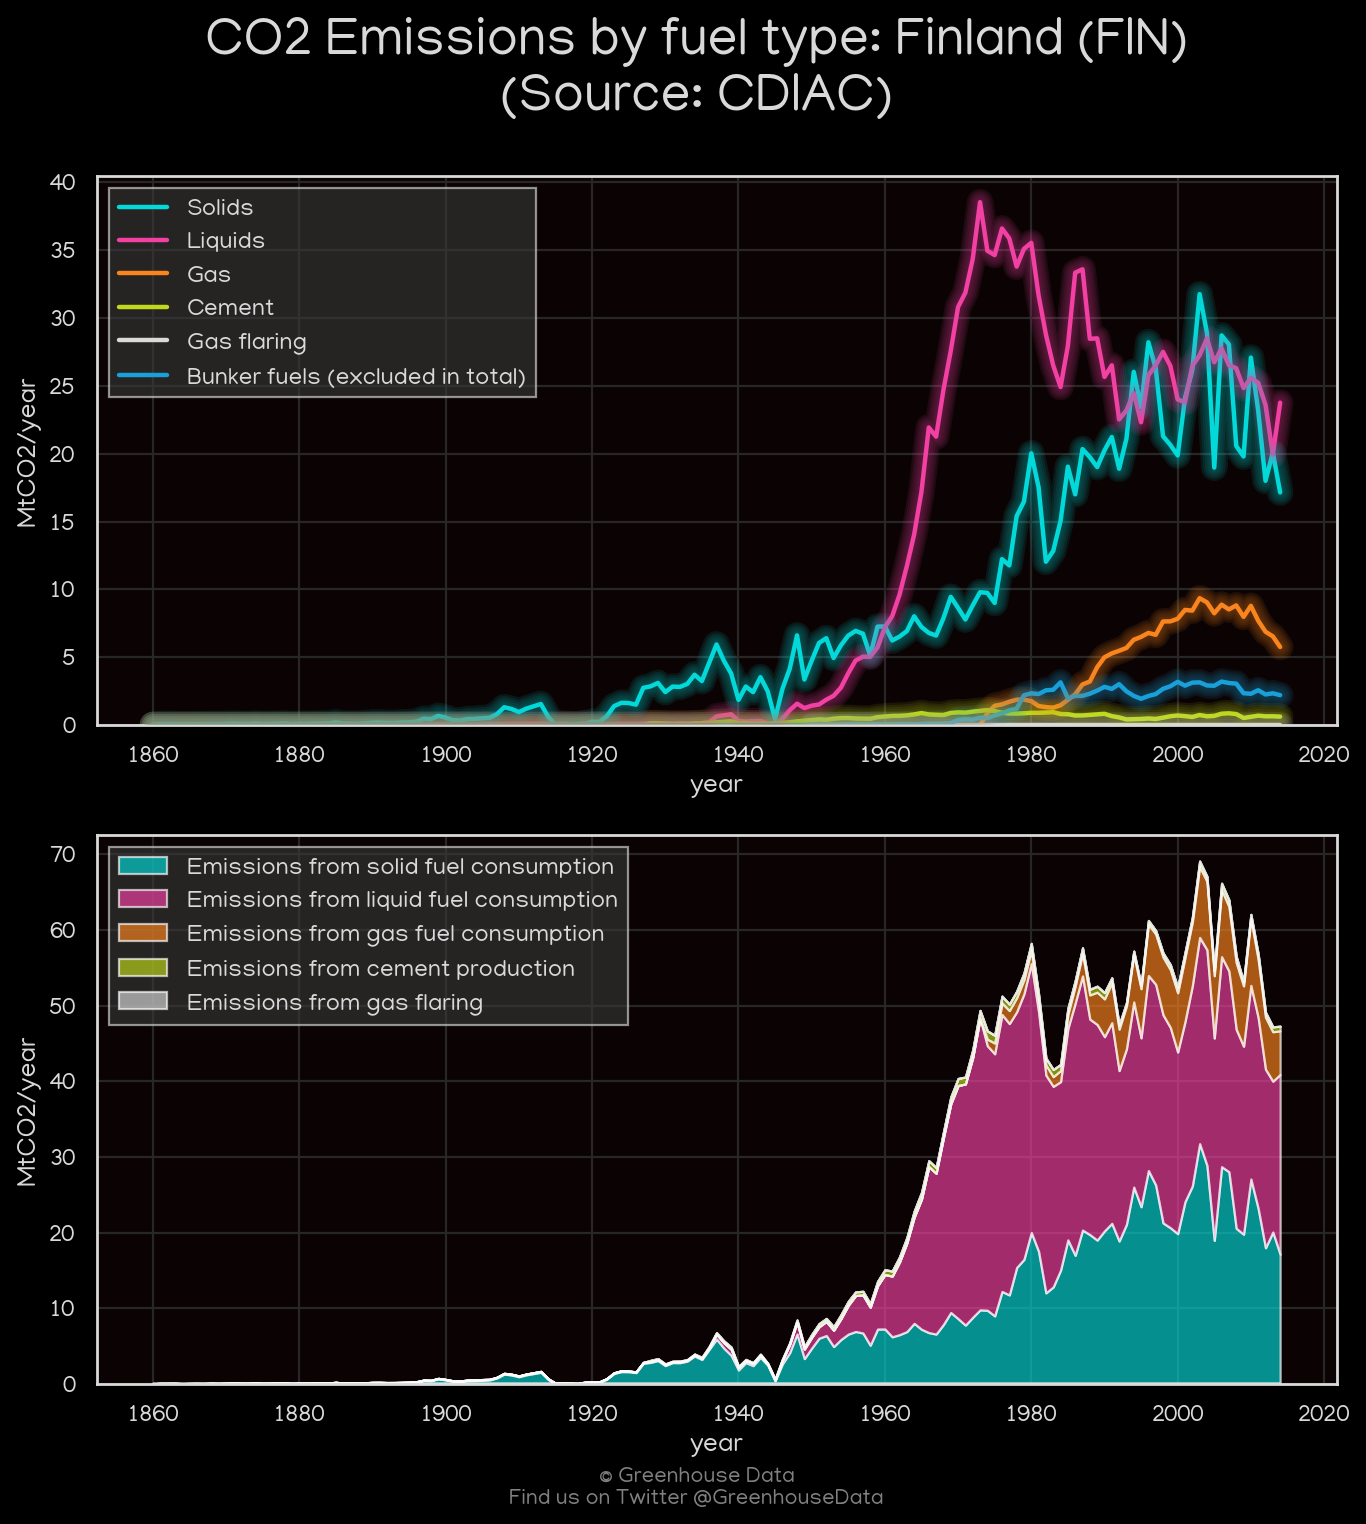 CO2 Emissions by fuel type: Finland (FIN)
(Source: CDIAC)
Solids
Liquids
Gas
Cement
Gas flaring
Bunker fuels (excluded in total)
MtCO2/year
40
35
30
25
20
15
10
5
0
1860 1880 1900 1920 1940 1960 1980 2000 2020
year
Emissions from solid fuel consumption
Emissions from liquid fuel consumption
Emissions from gas fuel consumption
Emissions from cement production
Emissions from gas flaring
MtCO2/year
70
60
50
40
30
20
10
0
1860 1880 1900 1920 1940 1960 1980 2000 2020
year
© Greenhouse Data
Find us on Twitter @GreenhouseData